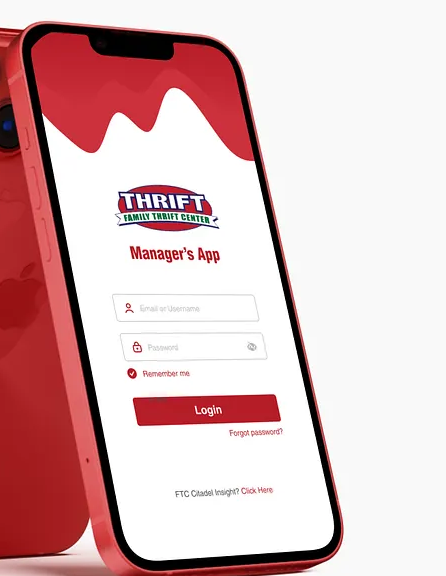 THRIFT
FAMILY THRIFT CENTER
Manager's App
Email or Username
Password
Remember me
Login
Forgot password?
FTC Citadel Insight? Click Here